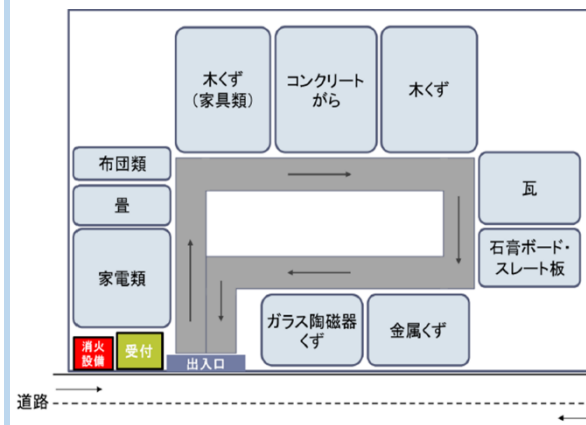 木くず
(家具類)
コンクリート
がら
木くず
布団類
畳
家電類
瓦
石膏ボード・
スレート板
ガラス陶磁器
くず
金属くず
消火
設備
受付
出入口
道路